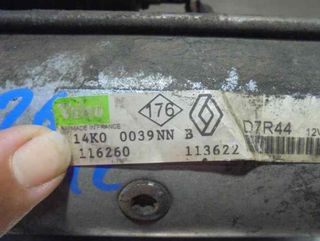 Valeo
MADE IN FRANCE
176
14K0 0039NN B
D7R44 12V
116260 113622